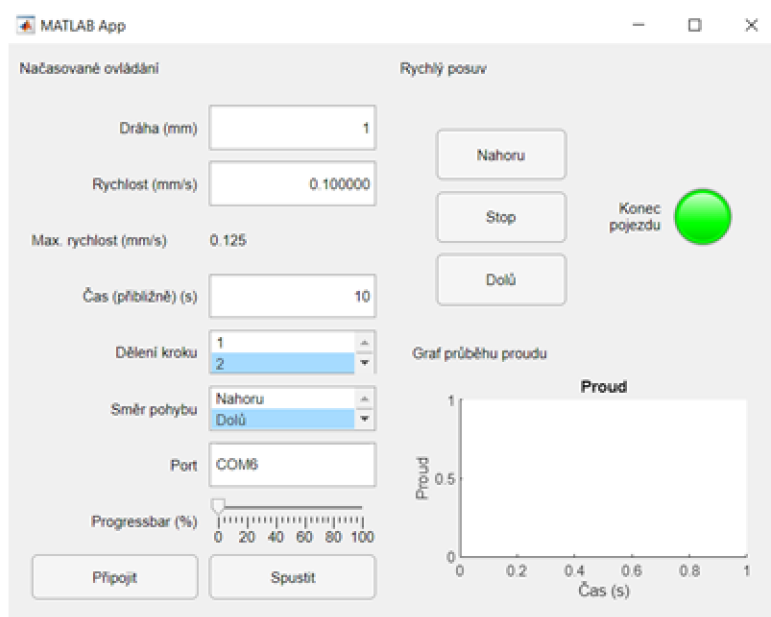 MATLAB App
Načasované ovládání
Dráha (mm) 1
Rychlost (mm/s) 0.100000
Max. rychlost (mm/s) 0.125
Čas (přibližně) (s) 10
Dělení kroku
1
2
Směr pohybu
Nahoru
Dolů
Port COM6
Progressbar (%)
0 20 40 60 80 100
Připojit Spustit
Rychlý posuv
Nahoru
Stop
Dolů
Konec
pojezdu
Graf průběhu proudu
Proud
Proud
1
0.5
0
0 0.2 0.4 0.6 0.8 1
Čas (s)